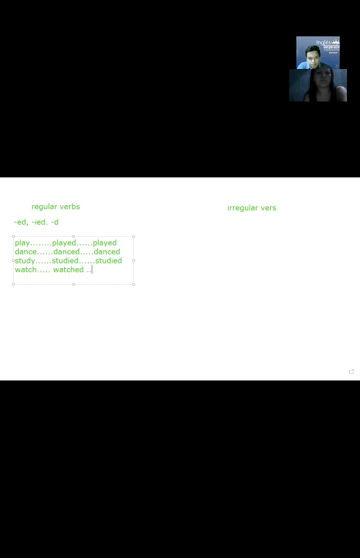 regular verbs
irregular vers
-ed, -ied. -d
play........played......played
dance......danced.....danced
study......studied......studied
watch..... watched ..